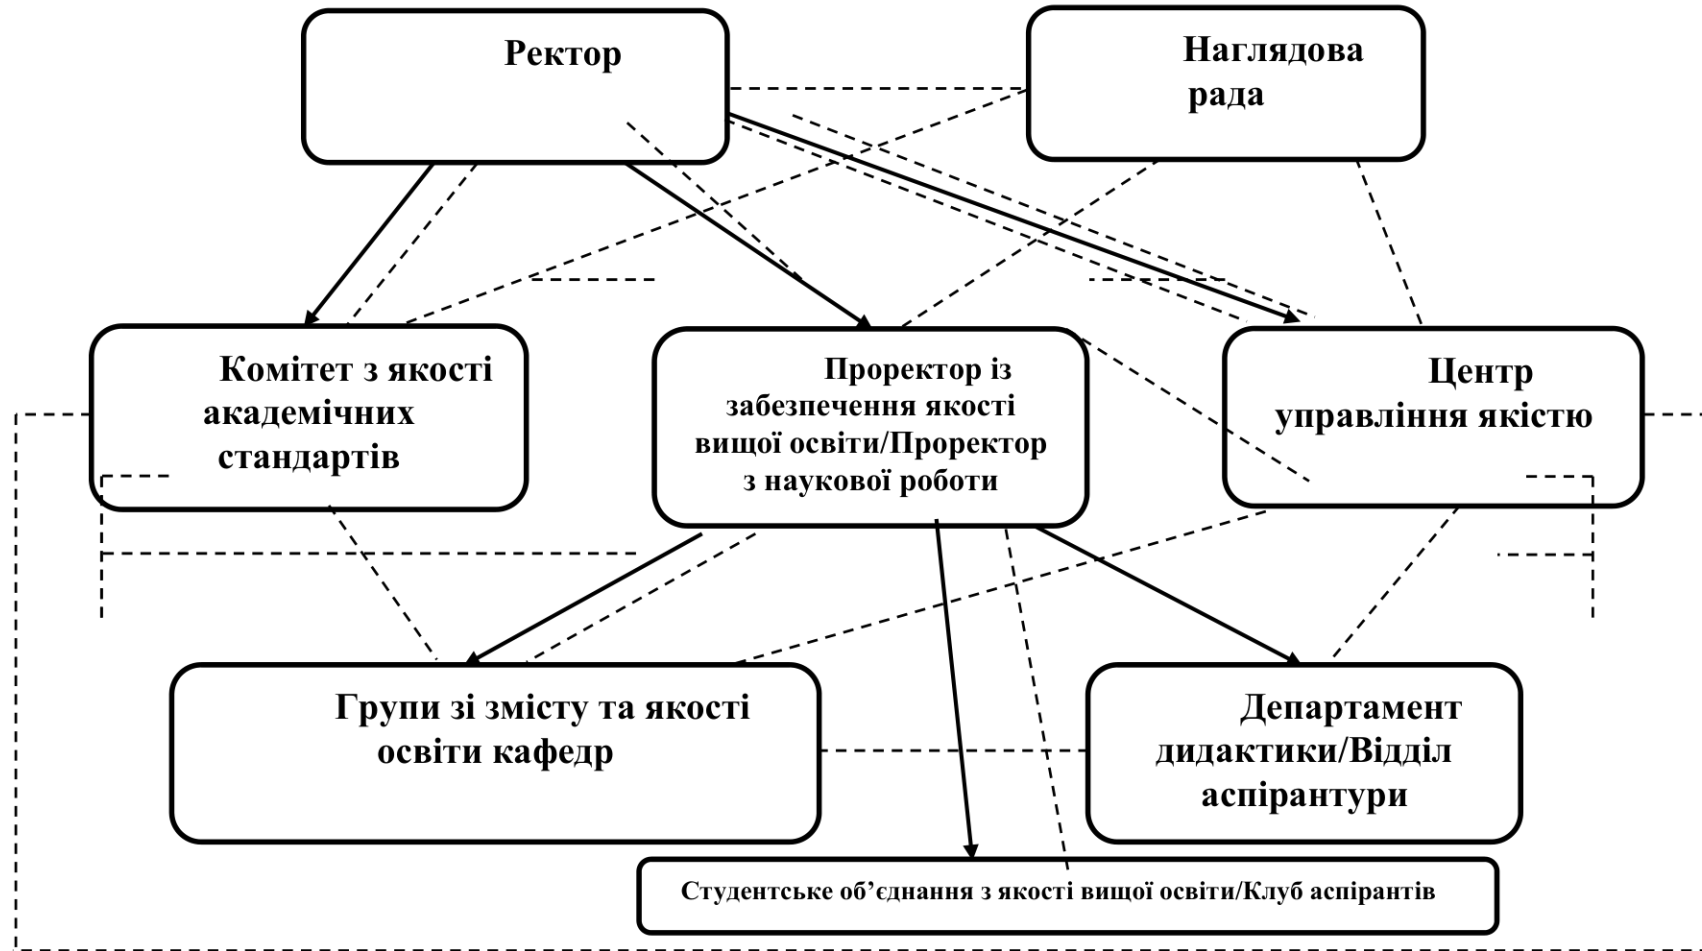 Ректор
Наглядова
рада
Комітет з якості
академічних
стандартів
Проректор із
забезпечення якості
вищої освіти/Проректор
з наукової роботи
Центр
управління якістю
Групи зі змісту та якості
освіти кафедр
Департамент
дидактики/Відділ
аспірантури
Студентське об’єднання з якості вищої освіти/Клуб аспірантів